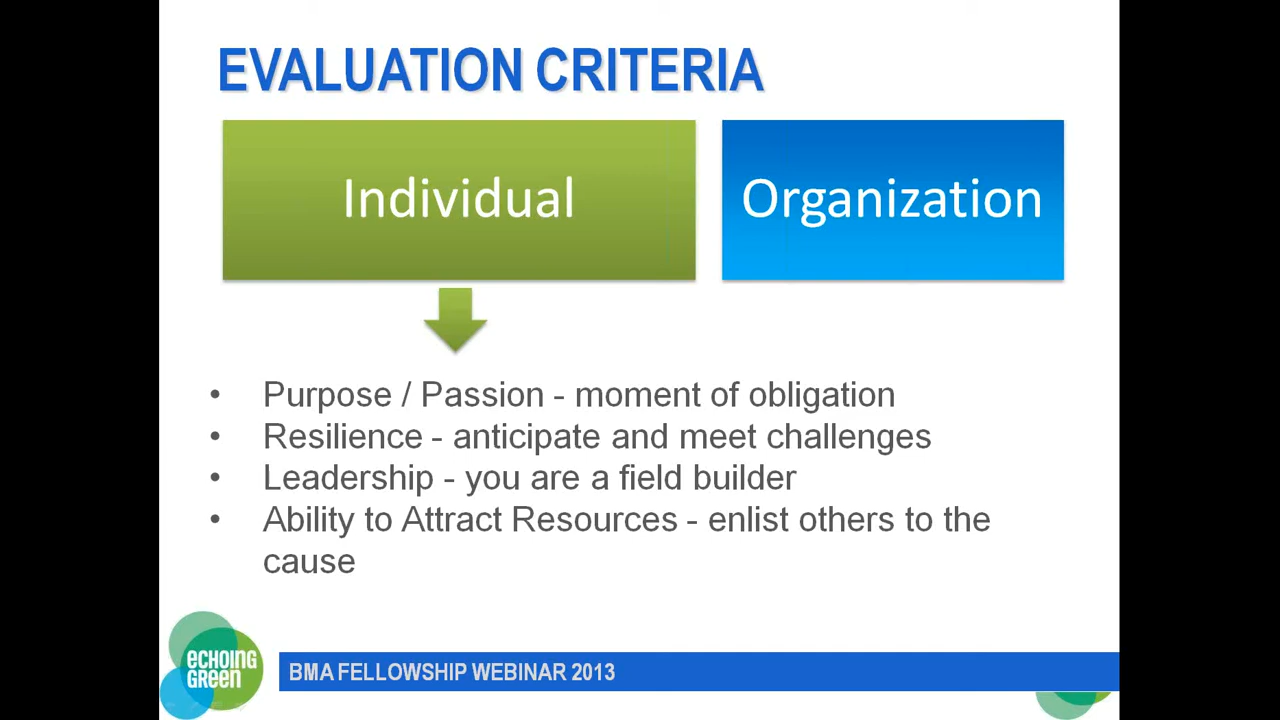 EVALUATION CRITERIA
Individual
Organization
• Purpose / Passion - moment of obligation
• Resilience - anticipate and meet challenges
• Leadership - you are a field builder
• Ability to Attract Resources - enlist others to the
cause
echoing
green
BMA FELLOWSHIP WEBINAR 2013